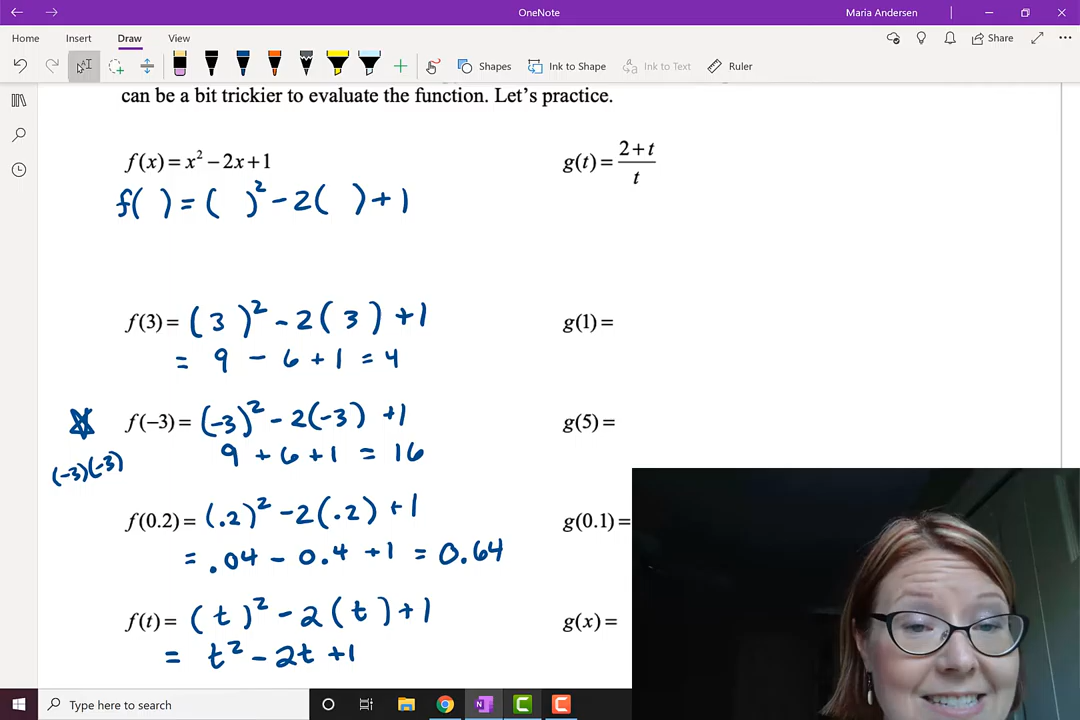 OneNote
Maria Andersen
Home Insert Draw View
Share
Shapes Ink to Shape Ink to Text Ruler
can be a bit trickier to evaluate the function. Let's practice.
f(x) = x² − 2x + 1
f( ) = ( )² − 2( ) + 1
f(3) = (3)² − 2(3) + 1
= 9 − 6 + 1 = 4
f(−3) = (−3)² − 2(−3) + 1
(−3)(−3)
9 + 6 + 1 = 16
f(0.2) = (.2)² − 2(.2) + 1
= .04 − 0.4 + 1 = 0.64
f(t) = (t)² − 2(t) + 1
= t² − 2t + 1
g(t) = (2+t)/t
g(1) =
g(5) =
g(0.1) =
g(x) =
Type here to search